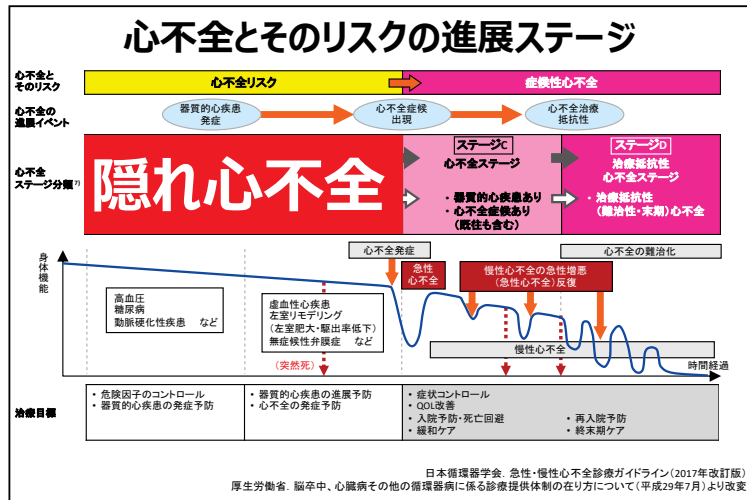 心不全とそのリスクの進展ステージ
心不全と
そのリスク
心不全リスク
症候性心不全
心不全の
進展イベント
器質的心疾患
発症
心不全症候
出現
心不全治療
抵抗性
心不全
ステージ分類7)
隠れ心不全
ステージC
心不全ステージ
・器質的心疾患あり
・心不全症候あり
(既往も含む)
ステージD
治療抵抗性
心不全ステージ
・治療抵抗性
(難治性・末期)心不全
身体機能
心不全発症
心不全の難治化
急性
心不全
慢性心不全の急性増悪
(急性心不全)反復
高血圧
糖尿病
動脈硬化性疾患 など
虚血性心疾患
左室リモデリング
(左室肥大・駆出率低下)
無症候性弁膜症 など
(突然死)
慢性心不全
時間経過
治療目標
・危険因子のコントロール
・器質的心疾患の発症予防
・器質的心疾患の進展予防
・心不全の発症予防
・症状コントロール
・QOL改善
・入院予防・死亡回避
・緩和ケア
・再入院予防
・終末期ケア
日本循環器学会. 急性・慢性心不全診療ガイドライン(2017年改訂版)
厚生労働省. 脳卒中、心臓病その他の循環器病に係る診療提供体制の在り方について(平成29年7月)より改変